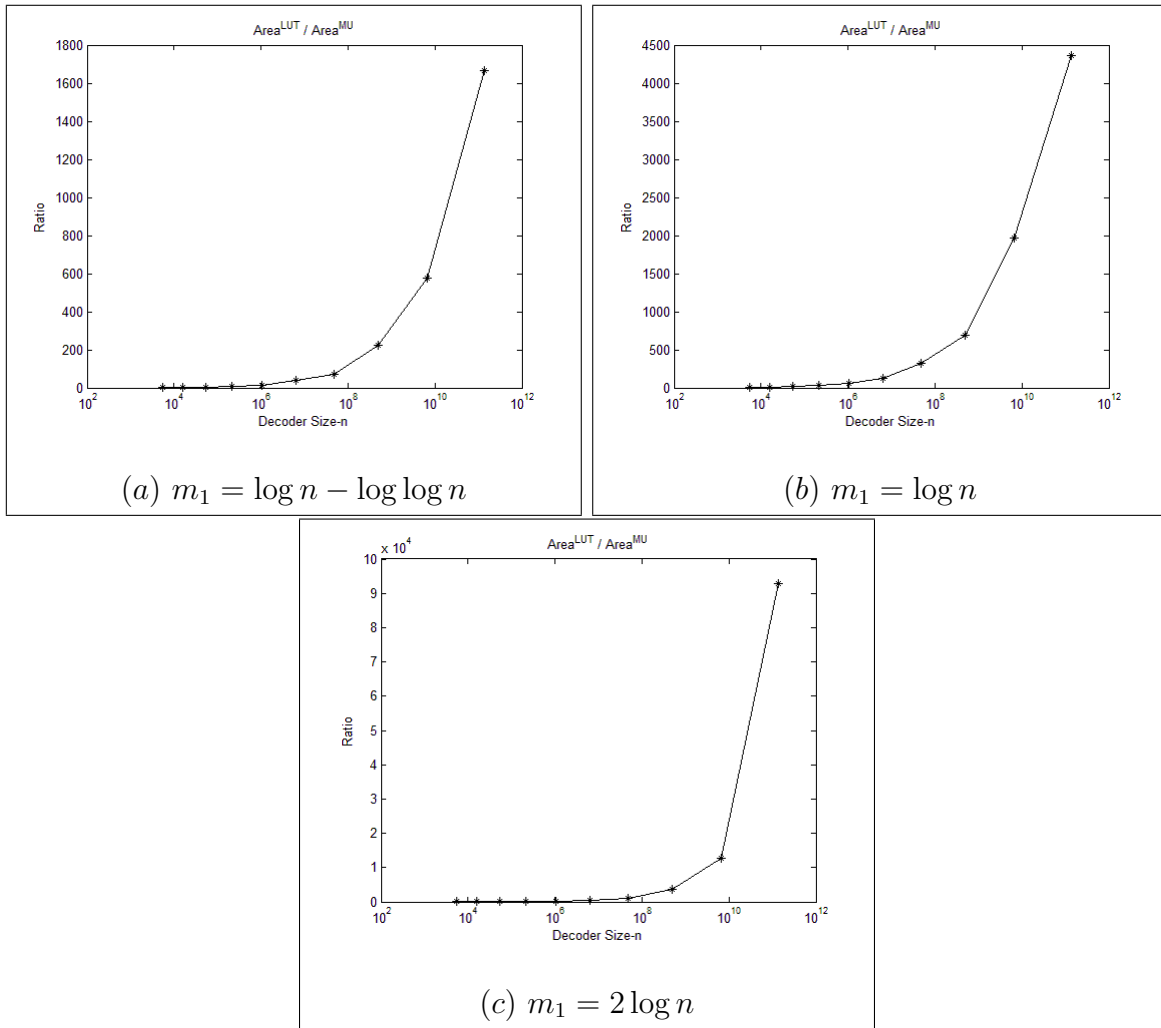 Area^LUT / Area^MU
1800
1600
1400
1200
1000
800
600
400
200
0
Ratio
10^2 10^4 10^6 10^8 10^10 10^12
Decoder Size-n
(a) m₁ = log n − log log n
Area^LUT / Area^MU
4500
4000
3500
3000
2500
2000
1500
1000
500
0
Ratio
10^2 10^4 10^6 10^8 10^10 10^12
Decoder Size-n
(b) m₁ = log n
Area^LUT / Area^MU
x 10^4
10
9
8
7
6
5
4
3
2
1
0
Ratio
10^2 10^4 10^6 10^8 10^10 10^12
Decoder Size-n
(c) m₁ = 2 log n